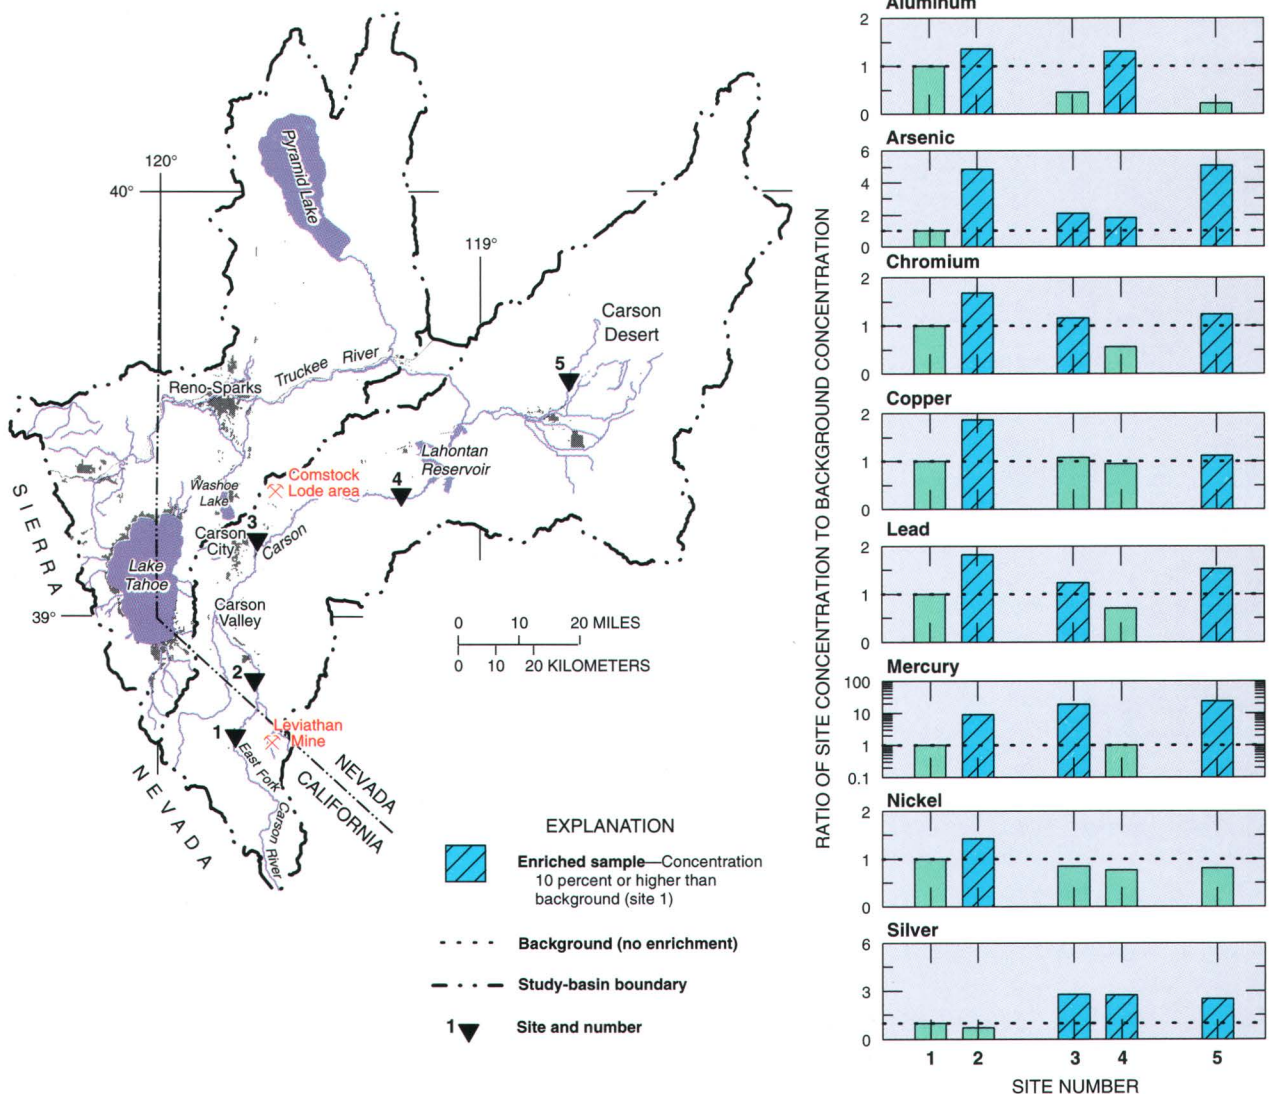 120°
40°
Pyramid Lake
119°
Carson
Desert
5
Truckee River
Reno-Sparks
Lahontan
Reservoir
Comstock
Lode area
4
Washoe
Lake
3
Carson
City
Carson
SIERRA
Lake
Tahoe
39°
Carson
Valley
0 10 20 MILES
0 10 20 KILOMETERS
2
1
Leviathan
Mine
East Fork Carson River
NEVADA
CALIFORNIA
NEVADA
EXPLANATION
Enriched sample—Concentration
10 percent or higher than
background (site 1)
Background (no enrichment)
Study-basin boundary
1 Site and number
RATIO OF SITE CONCENTRATION TO BACKGROUND CONCENTRATION
Aluminum
2
1
0
Arsenic
6
4
2
0
Chromium
2
1
0
Copper
2
1
0
Lead
2
1
0
Mercury
100
10
1
0.1
Nickel
2
1
0
Silver
6
3
0
1 2 3 4 5
SITE NUMBER